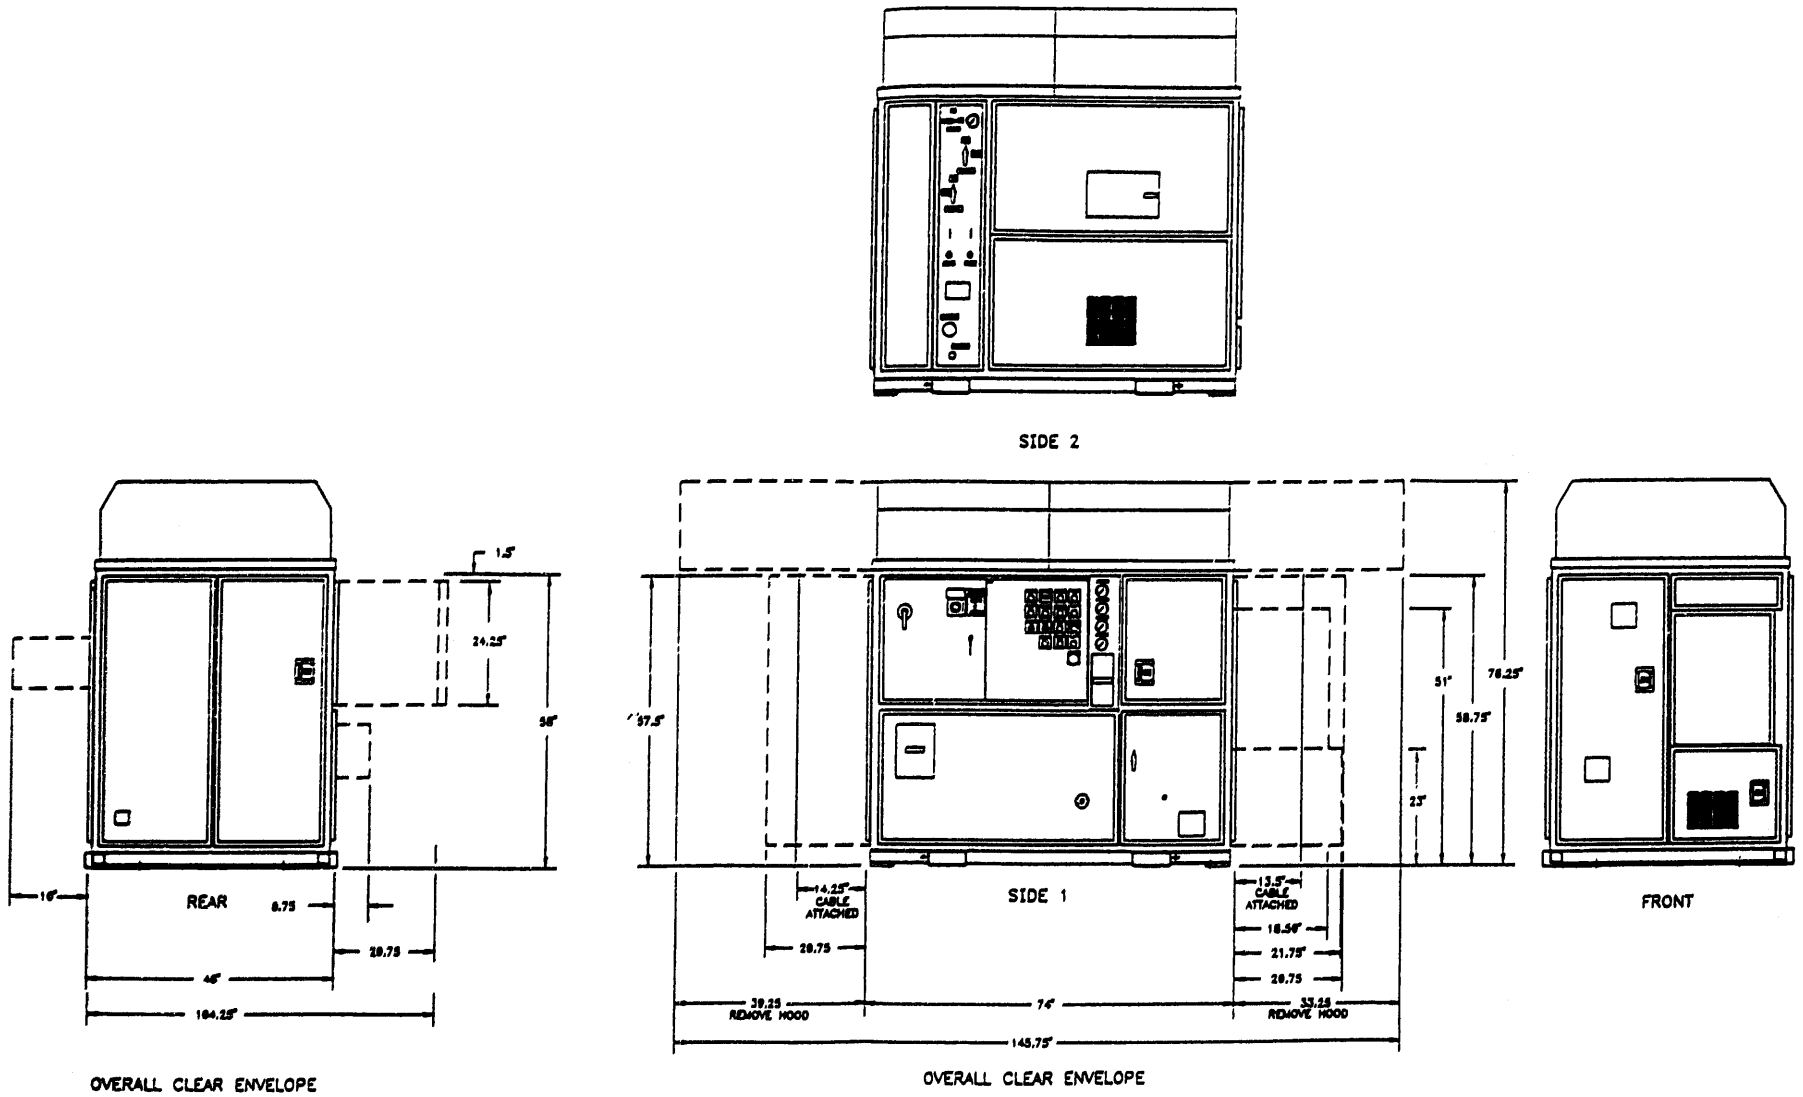 SIDE 2
1.5"
24.25"
58"
57.5"
51"
76.25"
58.75"
23"
16"
REAR
6.75
14.25"
CABLE
ATTACHED
SIDE 1
13.5"
CABLE
ATTACHED
FRONT
18.50"
20.75
20.75
21.75"
20.75
46"
104.25"
39.25
REMOVE HOOD
74"
33.25
REMOVE HOOD
145.75"
OVERALL CLEAR ENVELOPE
OVERALL CLEAR ENVELOPE